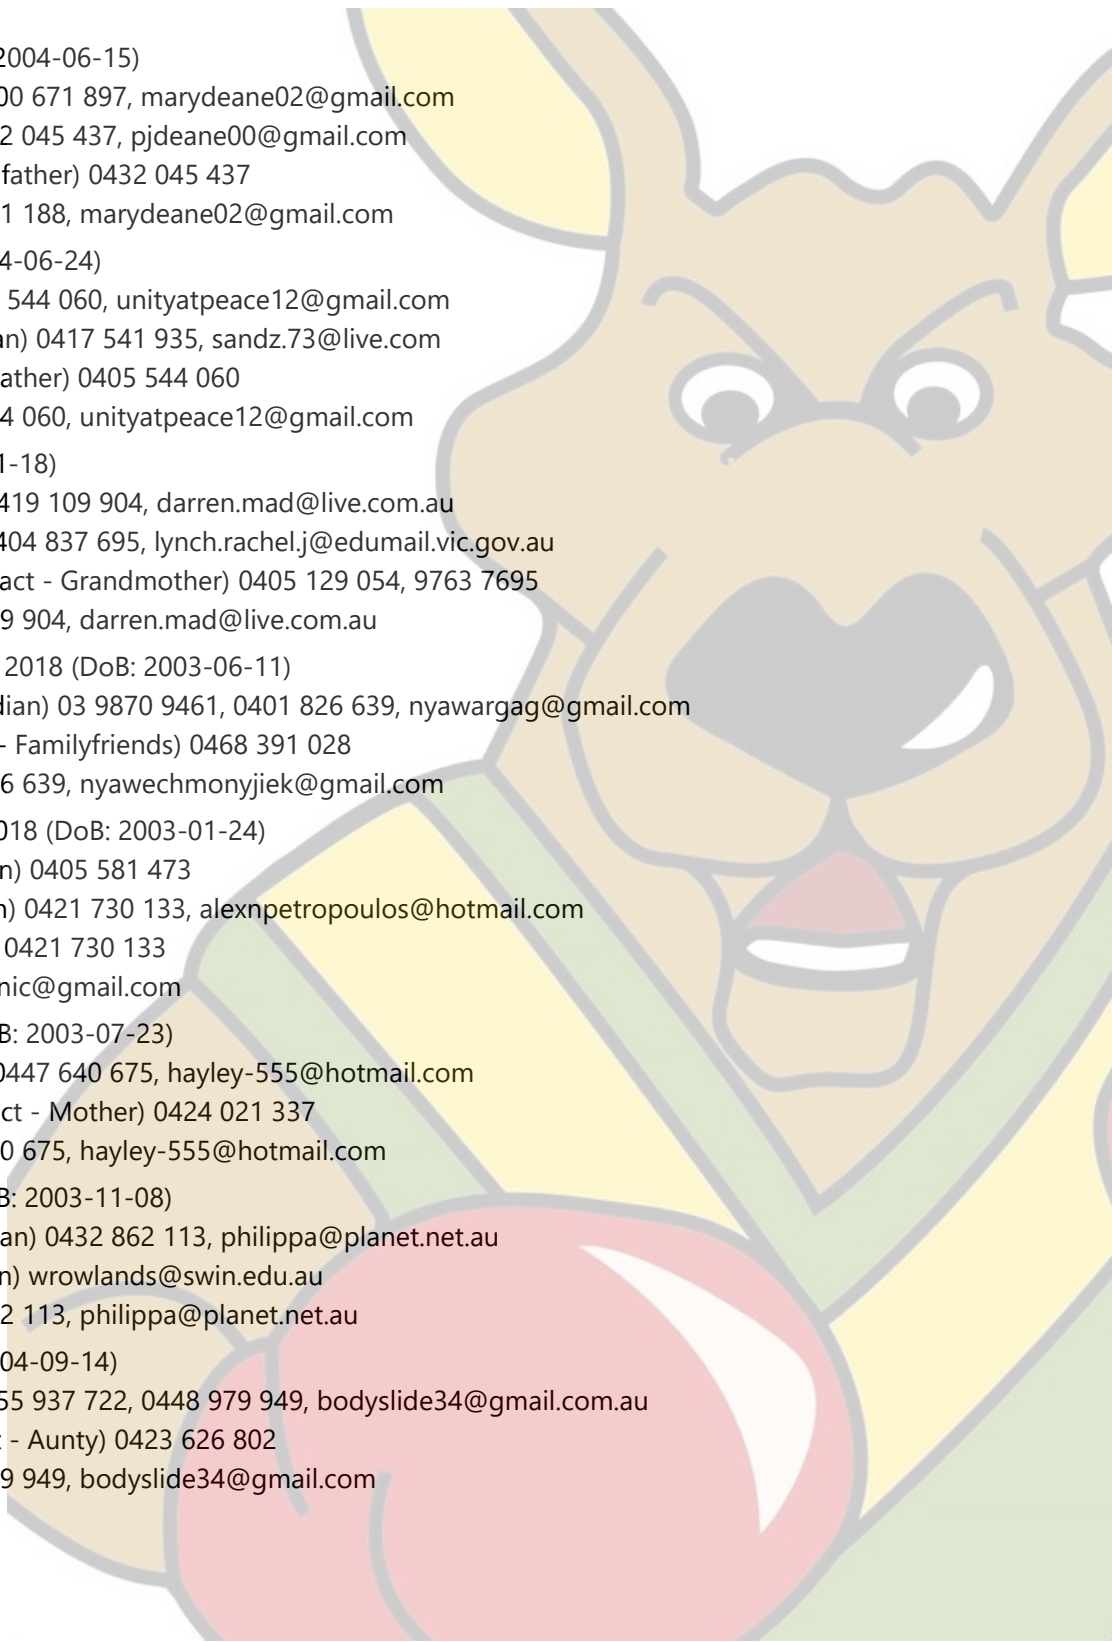 2004-06-15)
00 671 897, marydeane02@gmail.com
2 045 437, pjdeane00@gmail.com
father) 0432 045 437
1 188, marydeane02@gmail.com
4-06-24)
544 060, unityatpeace12@gmail.com
an) 0417 541 935, sandz.73@live.com
ather) 0405 544 060
4 060, unityatpeace12@gmail.com
1-18)
419 109 904, darren.mad@live.com.au
404 837 695, lynch.rachel.j@edumail.vic.gov.au
act - Grandmother) 0405 129 054, 9763 7695
9 904, darren.mad@live.com.au
2018 (DoB: 2003-06-11)
dian) 03 9870 9461, 0401 826 639, nyawargag@gmail.com
- Familyfriends) 0468 391 028
6 639, nyawechmonyjiek@gmail.com
018 (DoB: 2003-01-24)
n) 0405 581 473
n) 0421 730 133, alexnpetropoulos@hotmail.com
0421 730 133
nic@gmail.com
B: 2003-07-23)
0447 640 675, hayley-555@hotmail.com
ct - Mother) 0424 021 337
0 675, hayley-555@hotmail.com
B: 2003-11-08)
an) 0432 862 113, philippa@planet.net.au
n) wrowlands@swin.edu.au
2 113, philippa@planet.net.au
04-09-14)
55 937 722, 0448 979 949, bodyslide34@gmail.com.au
t - Aunty) 0423 626 802
9 949, bodyslide34@gmail.com